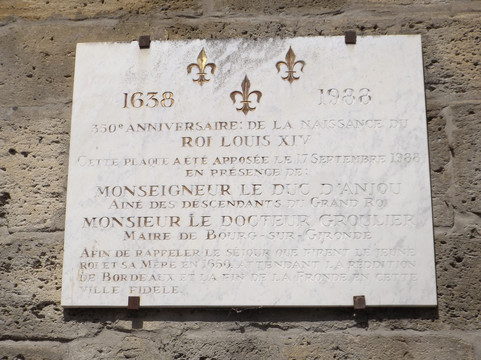 1638 1988
350e ANNIVERSAIRE: DE LA NAISSANCE DU
ROI LOUIS XIV
CETTE PLAQUE A ÉTÉ APPOSÉE LE 17 SEPTEMBRE 1988
EN PRÉSENCE DE:
MONSEIGNEUR LE DUC D'ANJOU
AINÉ DES DESCENDANTS DU GRAND ROI
MONSIEUR LE DOCTEUR GROULIER
MAIRE DE BOURG-SUR-GIRONDE
AFIN DE RAPPELER LE SÉJOUR QUE FIRENT LE JEUNE
ROI ET SA MÈRE EN PENDANT LA REDDITION
DE BORDEAUX ET LA FIN DE LA FRONDE EN CETTE
VILLE FIDÈLE.